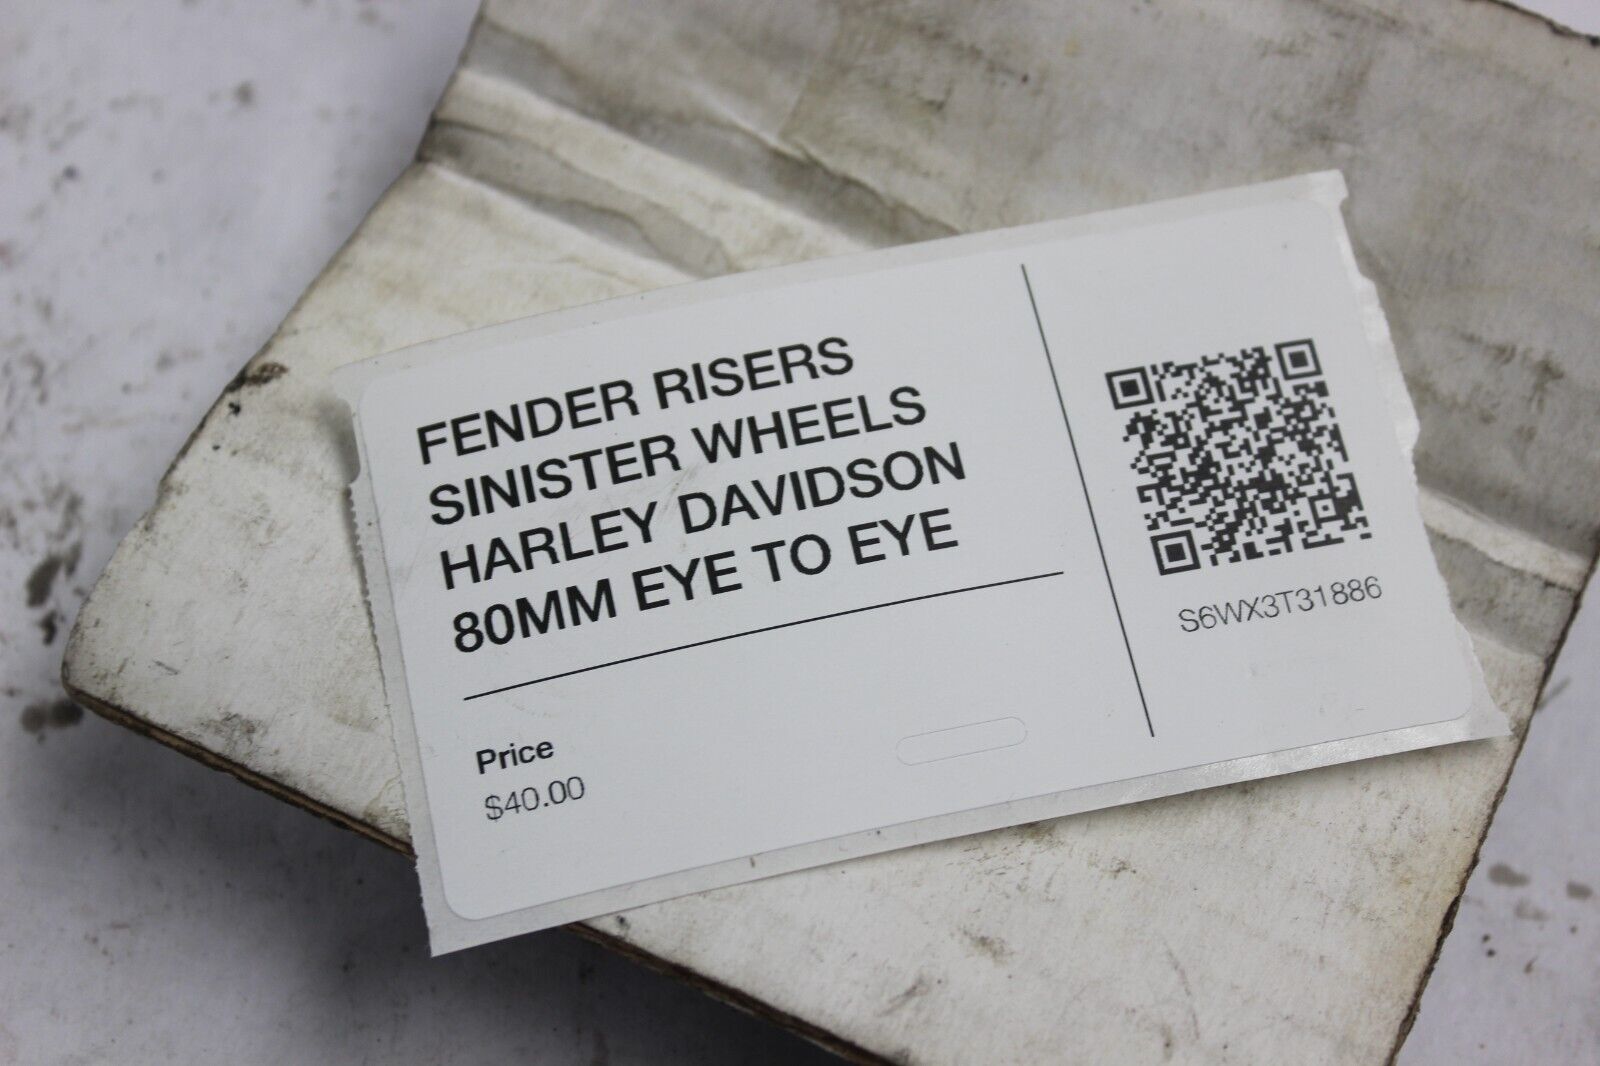 FENDER RISERS
SINISTER WHEELS
HARLEY DAVIDSON
80MM EYE TO EYE
Price
$40.00
S6WX3T31886